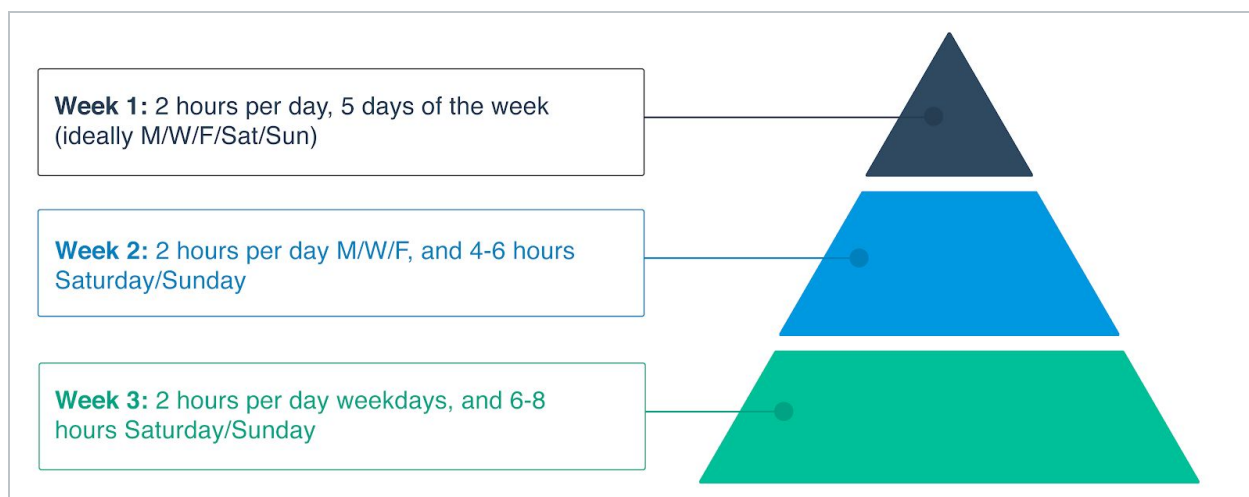 Week 1: 2 hours per day, 5 days of the week
(ideally M/W/F/Sat/Sun)
Week 2: 2 hours per day M/W/F, and 4-6 hours
Saturday/Sunday
Week 3: 2 hours per day weekdays, and 6-8
hours Saturday/Sunday